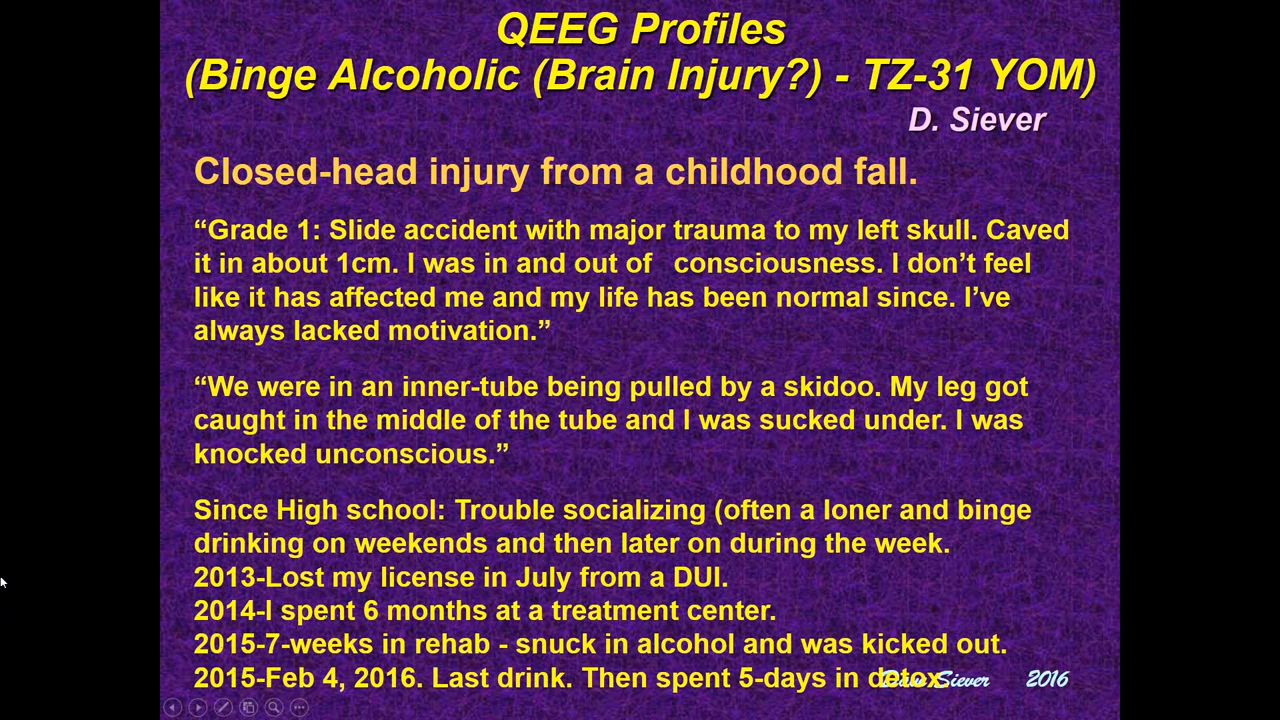 QEEG Profiles
(Binge Alcoholic (Brain Injury?) - TZ-31 YOM)
D. Siever
Closed-head injury from a childhood fall.
“Grade 1: Slide accident with major trauma to my left skull. Caved
it in about 1cm. I was in and out of consciousness. I don’t feel
like it has affected me and my life has been normal since. I’ve
always lacked motivation.”
“We were in an inner-tube being pulled by a skidoo. My leg got
caught in the middle of the tube and I was sucked under. I was
knocked unconscious.”
Since High school: Trouble socializing (often a loner and binge
drinking on weekends and then later on during the week.
2013-Lost my license in July from a DUI.
2014-I spent 6 months at a treatment center.
2015-7-weeks in rehab - snuck in alcohol and was kicked out.
2015-Feb 4, 2016. Last drink. Then spent 5-days in detox.
Dave Siever 2016